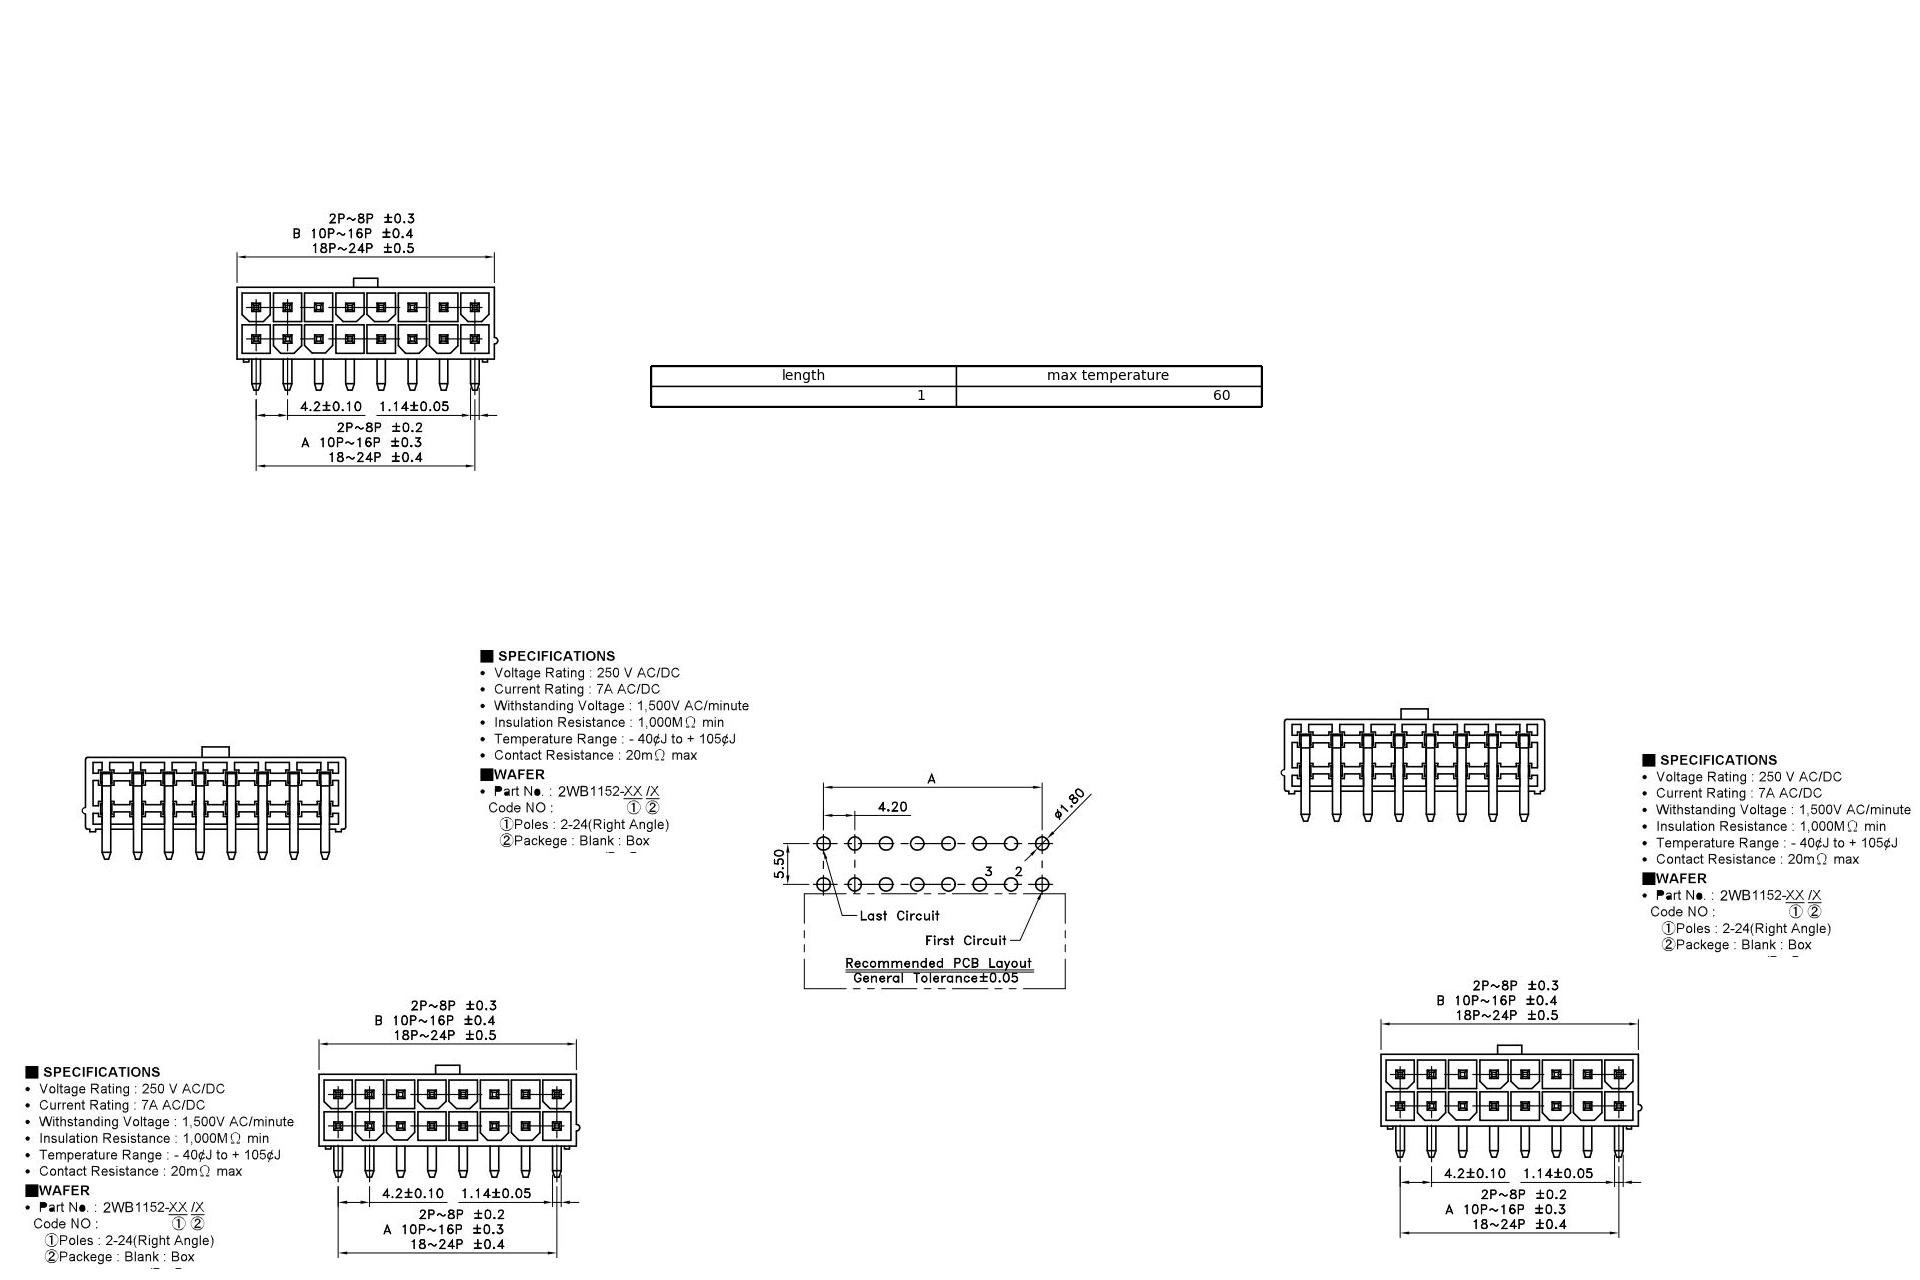 2P~8P ±0.3
B 10P~16P ±0.4
18P~24P ±0.5
4.2±0.10 1.14±0.05
2P~8P ±0.2
A 10P~16P ±0.3
18~24P ±0.4
length max temperature
1 60
■ SPECIFICATIONS
• Voltage Rating : 250 V AC/DC
• Current Rating : 7A AC/DC
• Withstanding Voltage : 1,500V AC/minute
• Insulation Resistance : 1,000MΩ min
• Temperature Range : - 40¢J to + 105¢J
• Contact Resistance : 20mΩ max
■WAFER
• Part No. : 2WB1152-XX /X
Code NO : ① ②
①Poles : 2-24(Right Angle)
②Packege : Blank : Box
A
4.20
ø1.80
5.50
3 2
Last Circuit
First Circuit
Recommended PCB Layout
General Tolerance±0.05
■ SPECIFICATIONS
• Voltage Rating : 250 V AC/DC
• Current Rating : 7A AC/DC
• Withstanding Voltage : 1,500V AC/minute
• Insulation Resistance : 1,000MΩ min
• Temperature Range : - 40¢J to + 105¢J
• Contact Resistance : 20mΩ max
■WAFER
• Part No. : 2WB1152-XX /X
Code NO : ① ②
①Poles : 2-24(Right Angle)
②Packege : Blank : Box
■ SPECIFICATIONS
• Voltage Rating : 250 V AC/DC
• Current Rating : 7A AC/DC
• Withstanding Voltage : 1,500V AC/minute
• Insulation Resistance : 1,000MΩ min
• Temperature Range : - 40¢J to + 105¢J
• Contact Resistance : 20mΩ max
■WAFER
• Part No. : 2WB1152-XX /X
Code NO : ① ②
①Poles : 2-24(Right Angle)
②Packege : Blank : Box
2P~8P ±0.3
B 10P~16P ±0.4
18P~24P ±0.5
4.2±0.10 1.14±0.05
2P~8P ±0.2
A 10P~16P ±0.3
18~24P ±0.4
2P~8P ±0.3
B 10P~16P ±0.4
18P~24P ±0.5
4.2±0.10 1.14±0.05
2P~8P ±0.2
A 10P~16P ±0.3
18~24P ±0.4